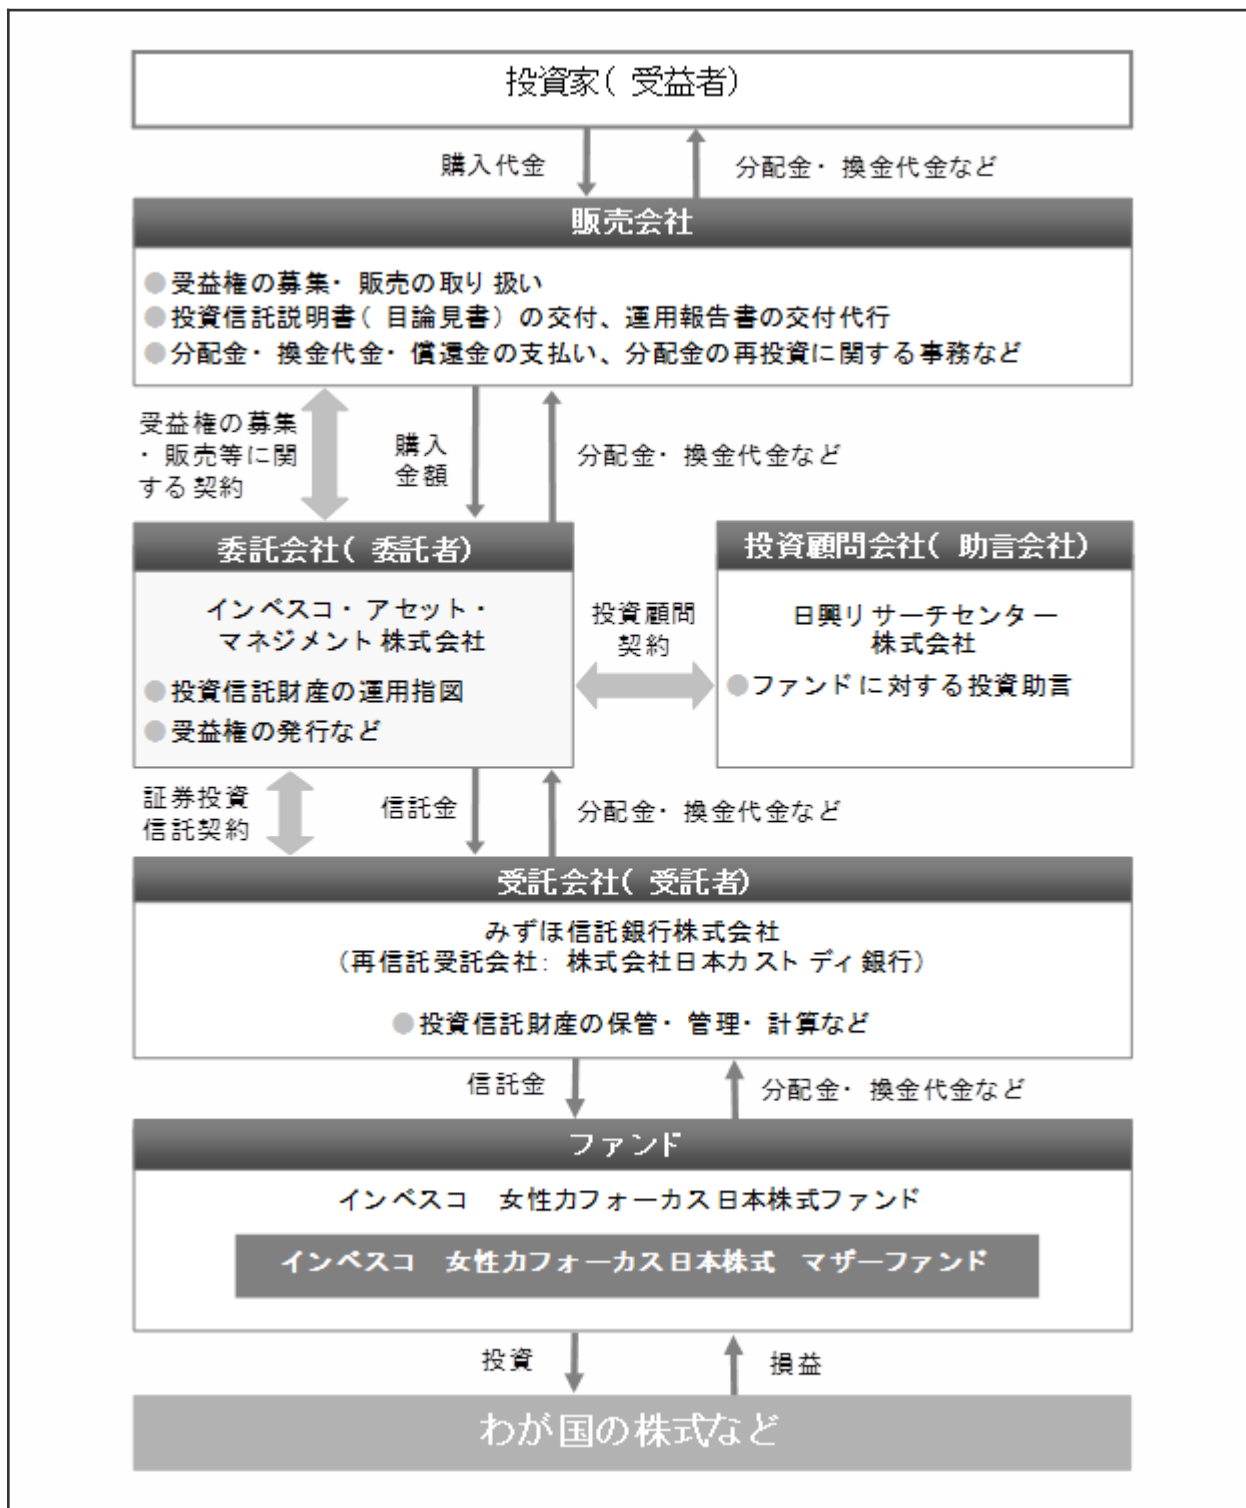 投資家(受益者)
購入代金
分配金・換金代金など
販売会社
●受益権の募集・販売の取り扱い
●投資信託説明書(目論見書)の交付、運用報告書の交付代行
●分配金・換金代金・償還金の支払い、分配金の再投資に関する事務など
受益権の募集
・販売等に関
する契約
購入
金額
分配金・換金代金など
委託会社(委託者)
インベスコ・アセット・
マネジメント株式会社
●投資信託財産の運用指図
●受益権の発行など
投資顧問
契約
投資顧問会社(助言会社)
日興リサーチセンター
株式会社
●ファンドに対する投資助言
証券投資
信託契約
信託金
分配金・換金代金など
受託会社(受託者)
みずほ信託銀行株式会社
(再信託受託会社:株式会社日本カストディ銀行)
●投資信託財産の保管・管理・計算など
信託金
分配金・換金代金など
ファンド
インベスコ　女性力フォーカス日本株式ファンド
インベスコ　女性力フォーカス日本株式　マザーファンド
投資
損益
わが国の株式など